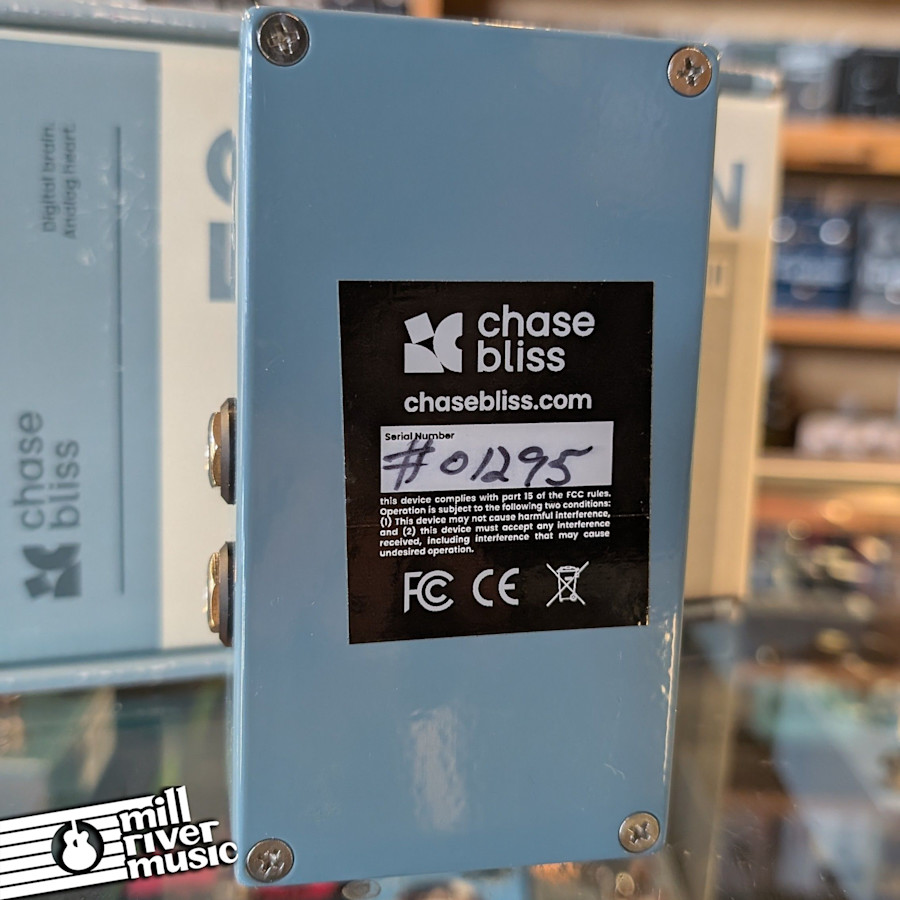 Digital brain.
Analog heart.
chase
bliss
chase
bliss
chasebliss.com
Serial Number
#01295
this device complies with part 15 of the FCC rules.
Operation is subject to the following two conditions:
(1) This device may not cause harmful interference,
and (2) this device must accept any interference
received, including interference that may cause
undesired operation.
FC CE
mill
river
music